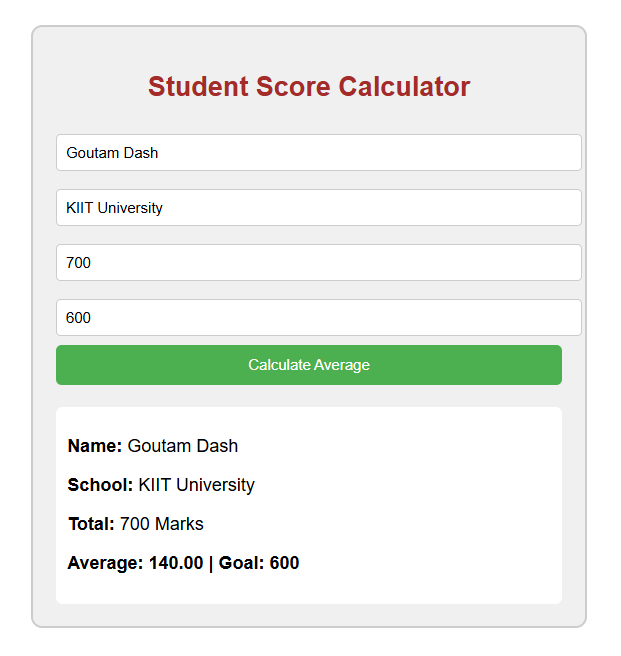 Student Score Calculator
Goutam Dash
KIIT University
700
600
Calculate Average
Name: Goutam Dash
School: KIIT University
Total: 700 Marks
Average: 140.00 | Goal: 600